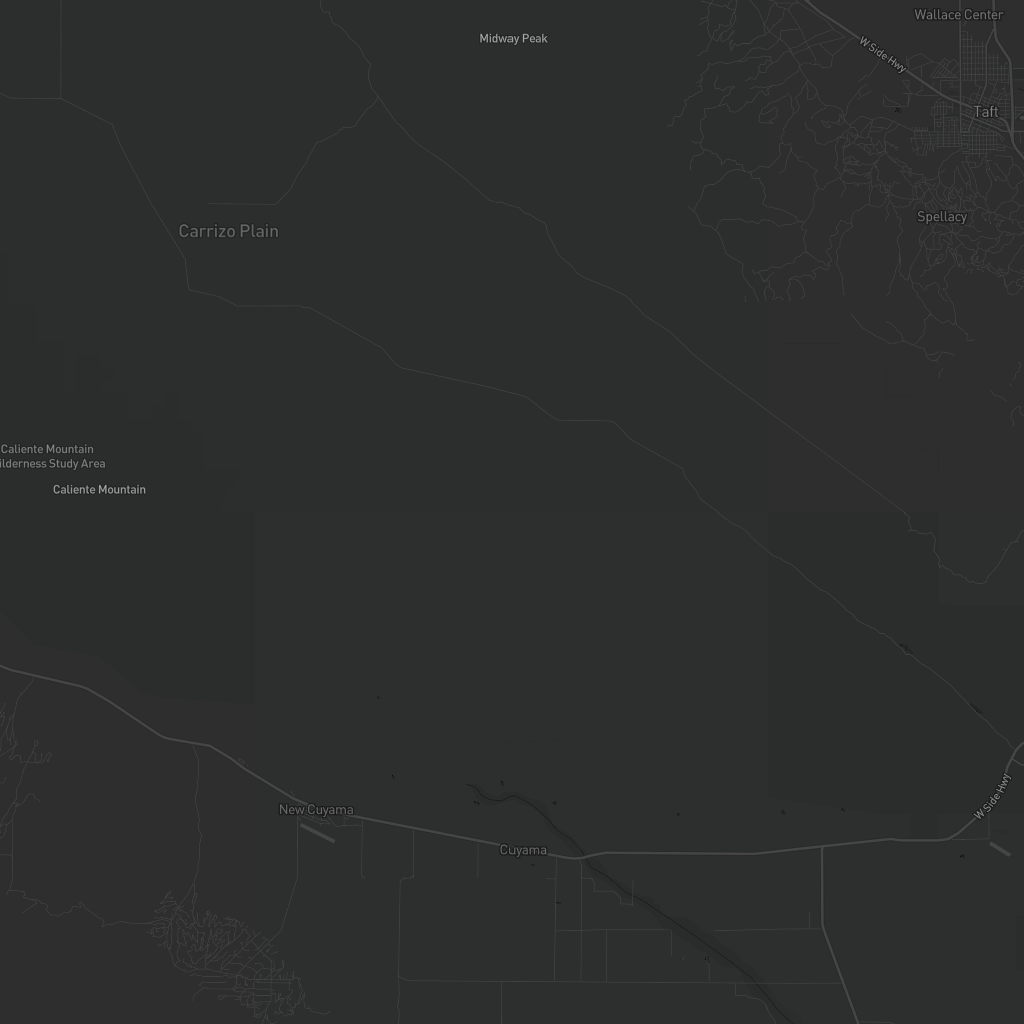 Wallace Center
Midway Peak
W Side Hwy
Taft
Spellacy
Carrizo Plain
Caliente Mountain
ilderness Study Area
Caliente Mountain
W Side Hwy
New Cuyama
Cuyama